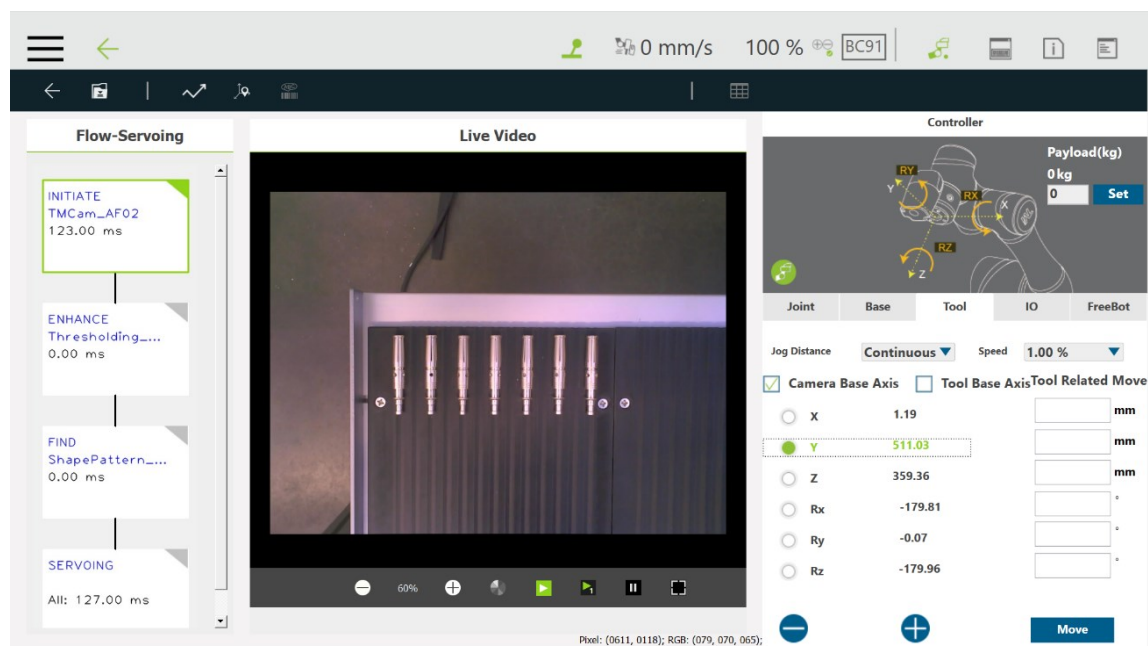 0 mm/s 100 % BC91
Flow-Servoing
INITIATE
TMCam_AF02
123.00 ms
ENHANCE
Thresholding_...
0.00 ms
FIND
ShapePattern_...
0.00 ms
SERVOING
All: 127.00 ms
Live Video
60%
Pixel: (0611, 0118); RGB: (079, 070, 065);
Controller
Payload(kg)
0 kg
0 Set
RY
Y
RX
X
RZ
Z
Joint Base Tool IO FreeBot
Jog Distance Continuous Speed 1.00 %
Camera Base Axis Tool Base Axis Tool Related Move
X 1.19 mm
Y 511.03 mm
Z 359.36 mm
Rx -179.81 °
Ry -0.07 °
Rz -179.96 °
Move